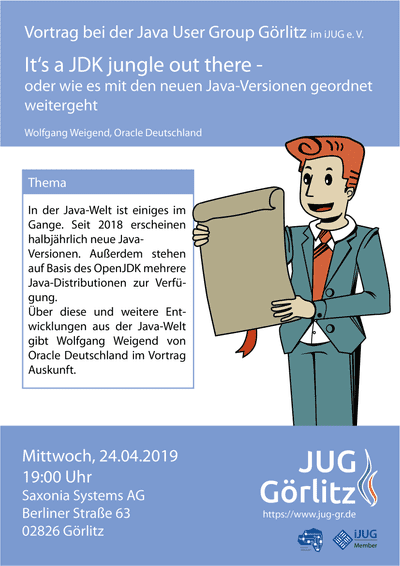 Vortrag bei der Java User Group Görlitz im iJUG e. V.
It's a JDK jungle out there -
oder wie es mit den neuen Java-Versionen geordnet
weitergeht
Wolfgang Weigend, Oracle Deutschland
Thema
In der Java-Welt ist einiges im
Gange. Seit 2018 erscheinen
halbjährlich neue Java-
Versionen. Außerdem stehen
auf Basis des OpenJDK mehrere
Java-Distributionen zur Verfü-
gung.
Über diese und weitere Ent-
wicklungen aus der Java-Welt
gibt Wolfgang Weigend von
Oracle Deutschland im Vortrag
Auskunft.
Mittwoch, 24.04.2019
19:00 Uhr
Saxonia Systems AG
Berliner Straße 63
02826 Görlitz
JUG
Görlitz
https://www.jug-gr.de
iJUG
Member